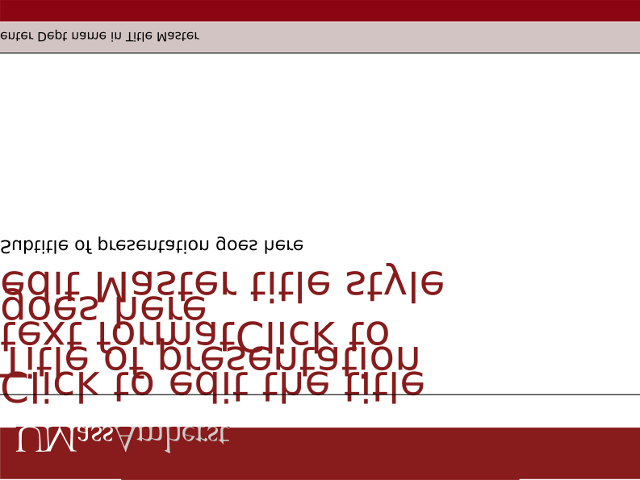 UMassAmherst
Click to edit the title
Title of presentation
text formatClick to
goes here
edit Master title style
Subtitle of presentation goes here
enter Dept name in Title Master